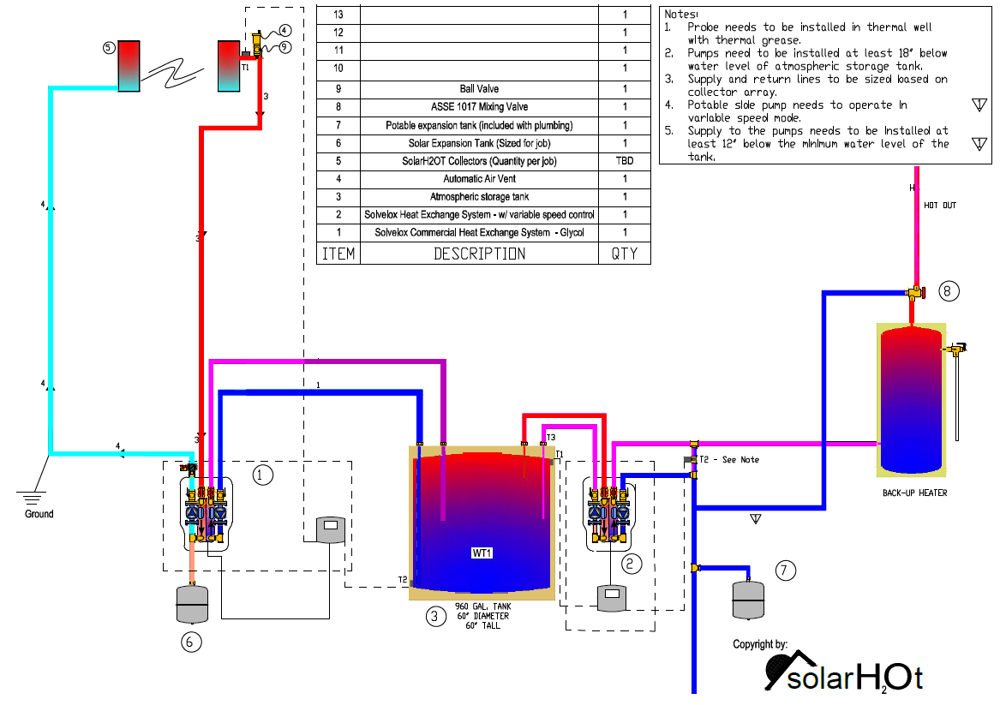 13 1
12 1
11 1
10 1
9 Ball Valve 1
8 ASSE 1017 Mixing Valve 1
7 Potable expansion tank (included with plumbing) 1
6 Solar Expansion Tank (Sized for job) 1
5 SolarH2OT Collectors (Quantity per job) TBD
4 Automatic Air Vent 1
3 Atmospheric storage tank 1
2 Solvelox Heat Exchange System - w/ variable speed control 1
1 Solvelox Commercial Heat Exchange System - Glycol 1
ITEM DESCRIPTION QTY
Notes:
1. Probe needs to be installed in thermal well
with thermal grease.
2. Pumps need to be installed at least 18" below
water level of atmospheric storage tank.
3. Supply and return lines to be sized based on
collector array.
4. Potable side pump needs to operate in
variable speed mode.
1
5. Supply to the pumps needs to be installed at
least 12" below the minimum water level of the
tank.
1
5
4
9
T1
3
4
3
4
3
4
H
HOT OUT
8
1
1
T3
T1
T2 - See Note
1
Ground
BACK-UP HEATER
1
WT1
2
T2
7
3
960 GAL. TANK
60" DIAMETER
60" TALL
6
Copyright by:
solarH2Ot